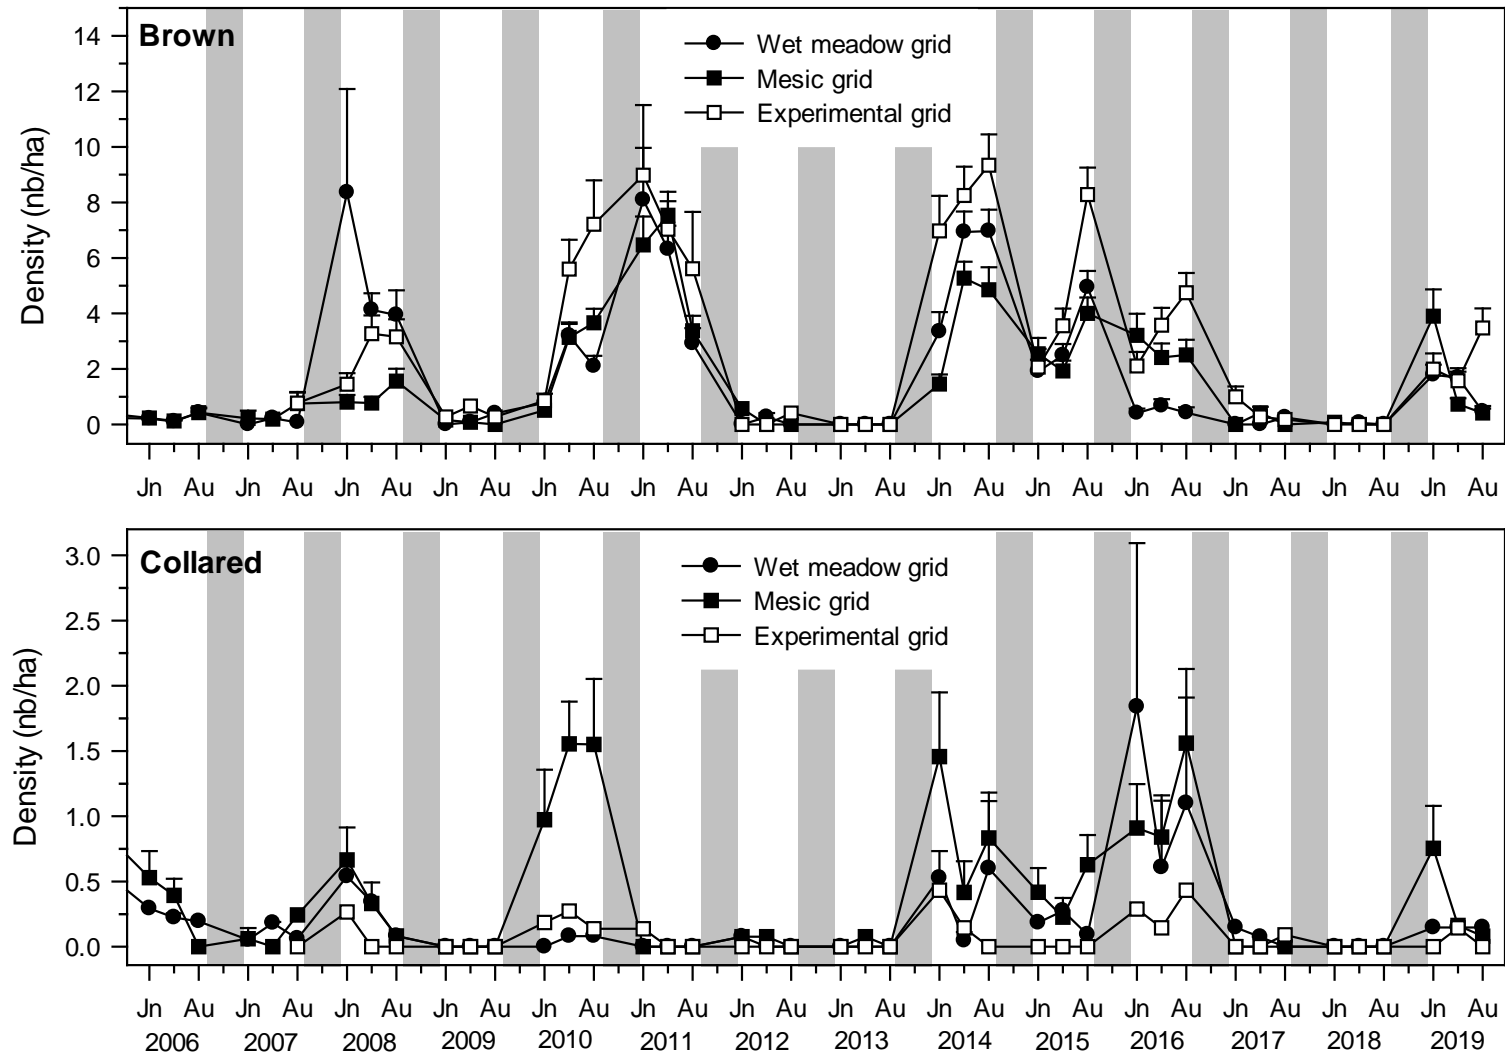 Brown
Wet meadow grid
Mesic grid
Experimental grid
Density (nb/ha)
14
12
10
8
6
4
2
0
Jn Au Jn Au Jn Au Jn Au Jn Au Jn Au Jn Au Jn Au Jn Au Jn Au Jn Au Jn Au Jn Au Jn Au
Collared
Wet meadow grid
Mesic grid
Experimental grid
Density (nb/ha)
3.0
2.5
2.0
1.5
1.0
0.5
0.0
Jn Au Jn Au Jn Au Jn Au Jn Au Jn Au Jn Au Jn Au Jn Au Jn Au Jn Au Jn Au Jn Au Jn Au
2006 2007 2008 2009 2010 2011 2012 2013 2014 2015 2016 2017 2018 2019